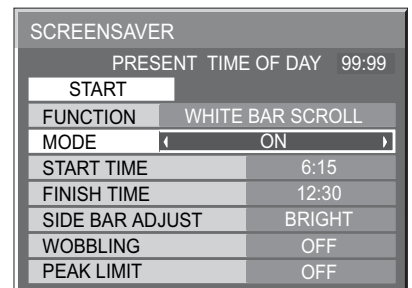 SCREENSAVER
PRESENT TIME OF DAY 99:99
START
FUNCTION WHITE BAR SCROLL
MODE ON
START TIME 6:15
FINISH TIME 12:30
SIDE BAR ADJUST BRIGHT
WOBBLING OFF
PEAK LIMIT OFF